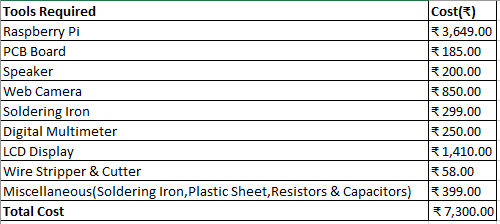 Tools Required Cost(₹)
Raspberry Pi ₹ 3,649.00
PCB Board ₹ 185.00
Speaker ₹ 200.00
Web Camera ₹ 850.00
Soldering Iron ₹ 299.00
Digital Multimeter ₹ 250.00
LCD Display ₹ 1,410.00
Wire Stripper & Cutter ₹ 58.00
Miscellaneous(Soldering Iron,Plastic Sheet,Resistors & Capacitors) ₹ 399.00
Total Cost ₹ 7,300.00